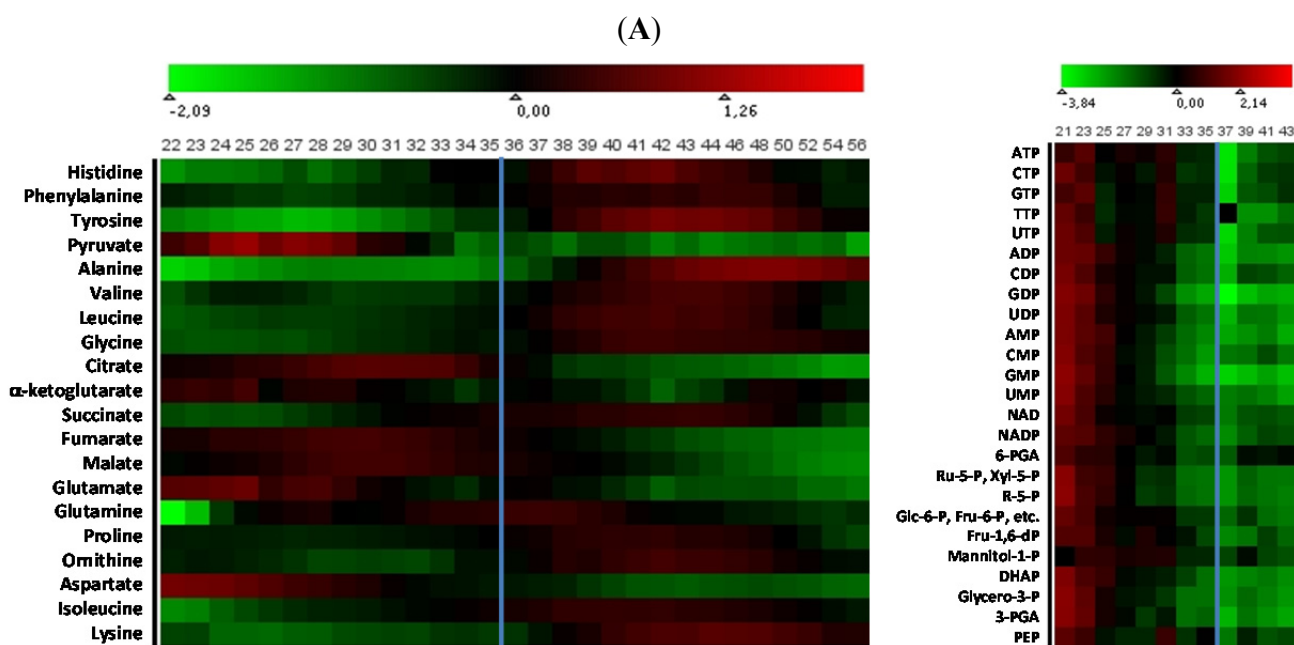 (A)
-2,09 0,00 1,26
22 23 24 25 26 27 28 29 30 31 32 33 34 35 36 37 38 39 40 41 42 43 44 46 48 50 52 54 56
Histidine
Phenylalanine
Tyrosine
Pyruvate
Alanine
Valine
Leucine
Glycine
Citrate
α-ketoglutarate
Succinate
Fumarate
Malate
Glutamate
Glutamine
Proline
Ornithine
Aspartate
Isoleucine
Lysine
-3,84 0,00 2,14
21 23 25 27 29 31 33 35 37 39 41 43
ATP
CTP
GTP
TTP
UTP
ADP
CDP
GDP
UDP
AMP
CMP
GMP
UMP
NAD
NADP
6-PGA
Ru-5-P, Xyl-5-P
R-5-P
Glc-6-P, Fru-6-P, etc.
Fru-1,6-dP
Mannitol-1-P
DHAP
Glycero-3-P
3-PGA
PEP